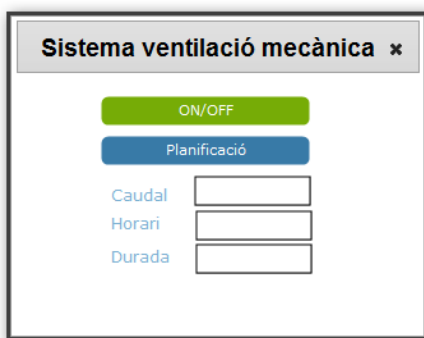 Sistema ventilació mecànica ×
ON/OFF
Planificació
Caudal
Horari
Durada